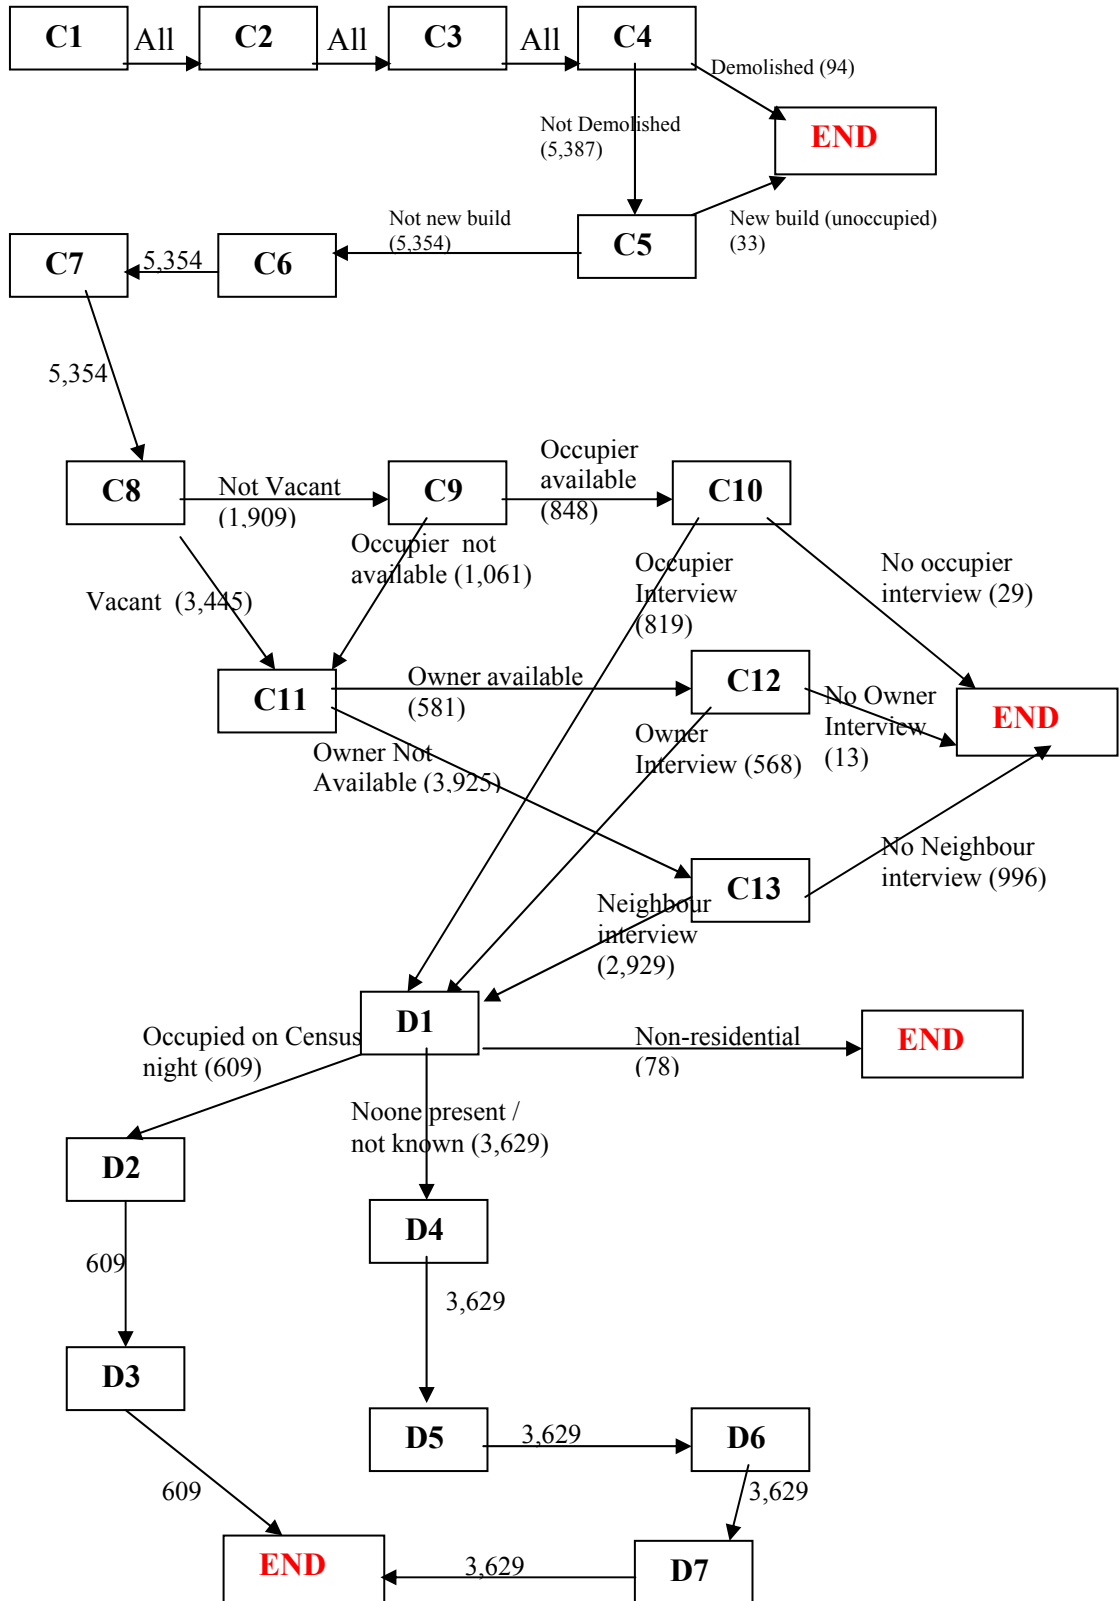 C1 All C2 All C3 All C4
Demolished (94)
Not Demolished
(5,387)
END
Not new build
(5,354)
New build (unoccupied)
(33)
C7 5,354 C6 C5
5,354
C8 Not Vacant
(1,909)
C9 Occupier
available
(848)
C10
Vacant (3,445)
Occupier not
available (1,061)
Occupier
Interview
(819)
No occupier
interview (29)
C11 Owner available
(581)
C12 No Owner
Interview
(13)
END
Owner Not
Available (3,925)
Owner
Interview (568)
C13
No Neighbour
interview (996)
Neighbour
interview
(2,929)
D1
Occupied on Census
night (609)
Non-residential
(78)
END
Noone present /
not known (3,629)
D2
D4
609
3,629
D3
D5 3,629 D6
609
3,629
END 3,629 D7